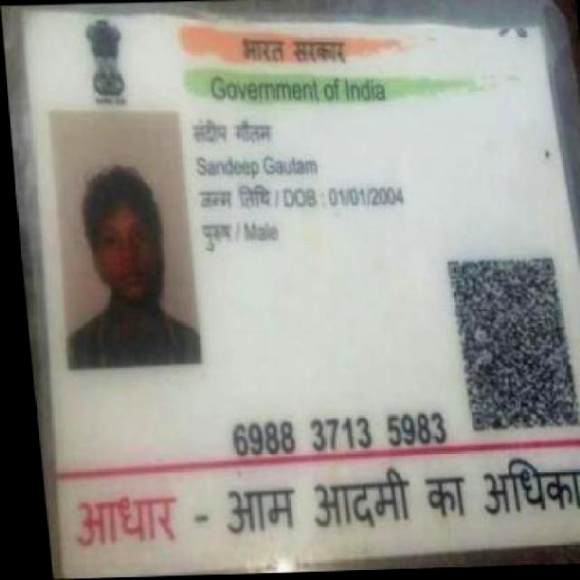 भारत सरकार
Government of India
संदीप गौतम
Sandeep Gautam
जन्म तिथि / DOB : 01/01/2004
पुरुष / Male
6988 3713 5983
आधार - आम आदमी का अधिका